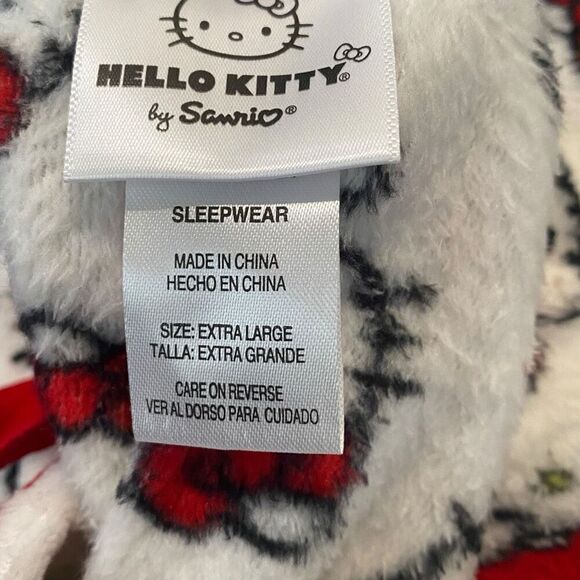 HELLO KITTY®
by Sanrio®
SLEEPWEAR
MADE IN CHINA
HECHO EN CHINA
SIZE: EXTRA LARGE
TALLA: EXTRA GRANDE
CARE ON REVERSE
VER AL DORSO PARA CUIDADO